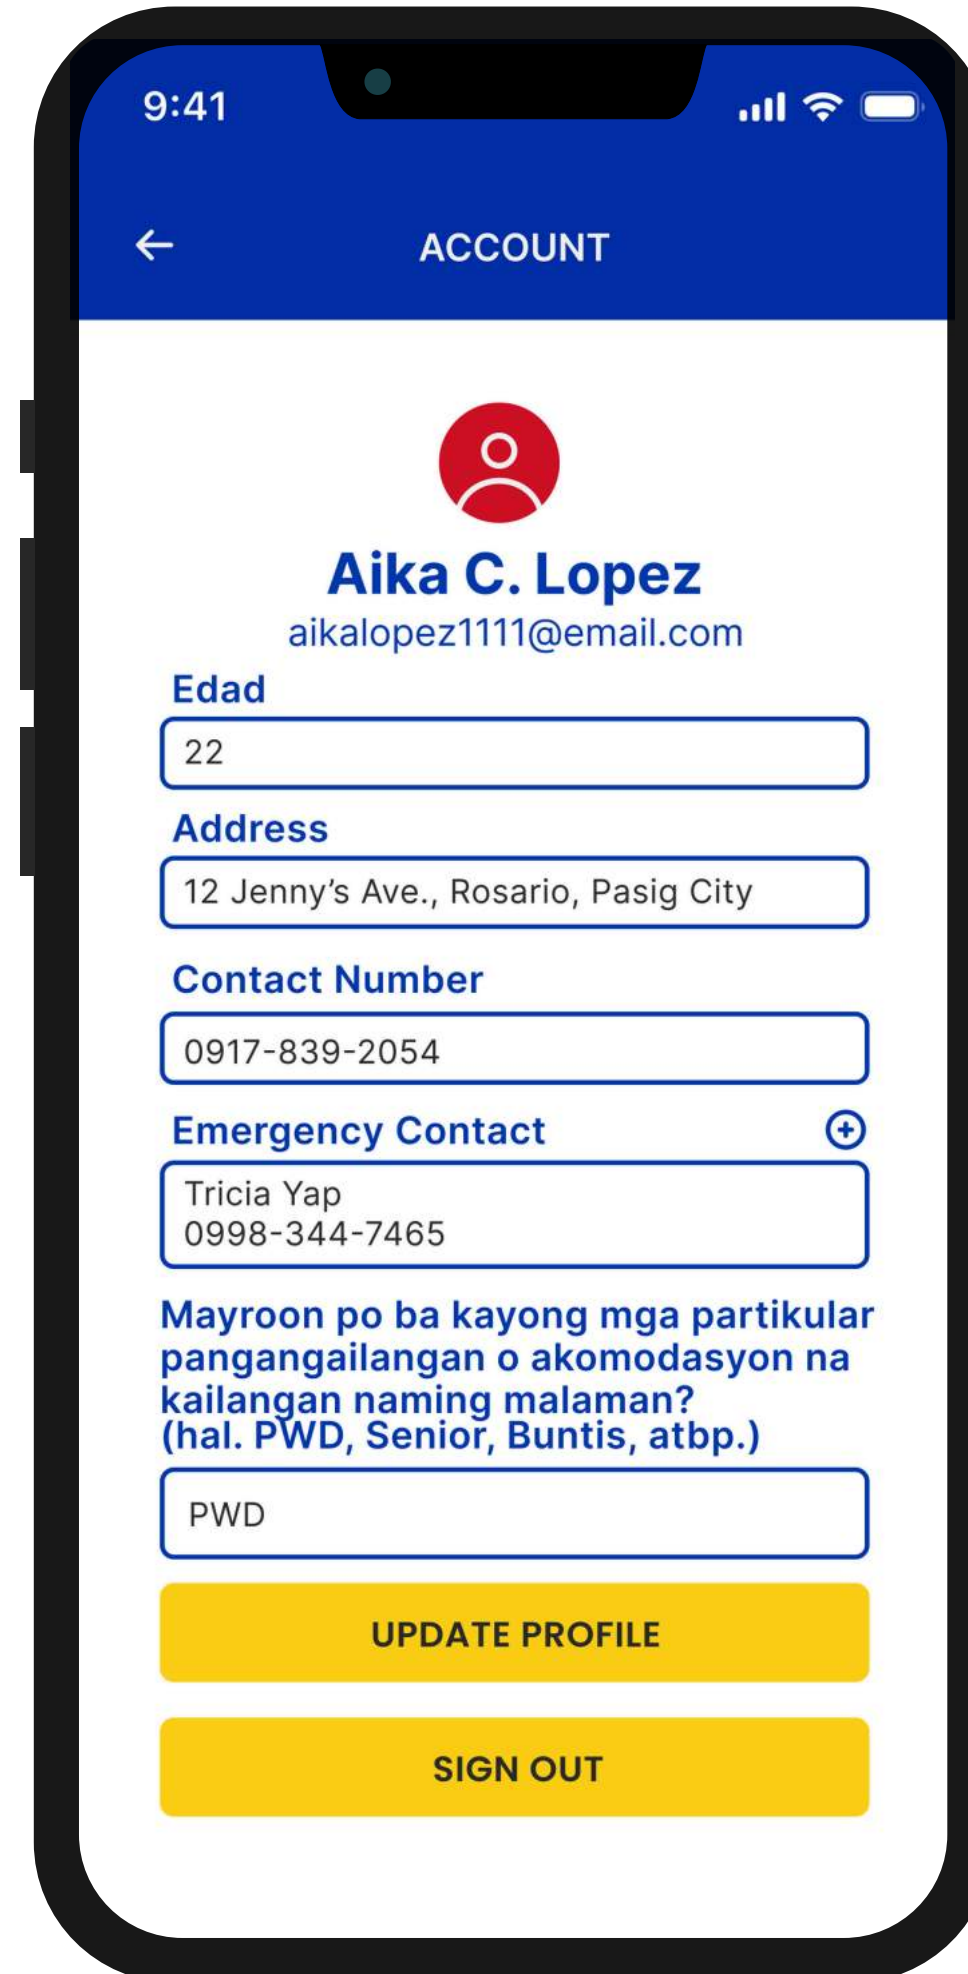 9:41
ACCOUNT
Aika C. Lopez
aikalopez1111@email.com
Edad
22
Address
12 Jenny’s Ave., Rosario, Pasig City
Contact Number
0917-839-2054
Emergency Contact
Tricia Yap
0998-344-7465
Mayroon po ba kayong mga partikular
pangangailangan o akomodasyon na
kailangan naming malaman?
(hal. PWD, Senior, Buntis, atbp.)
PWD
UPDATE PROFILE
SIGN OUT